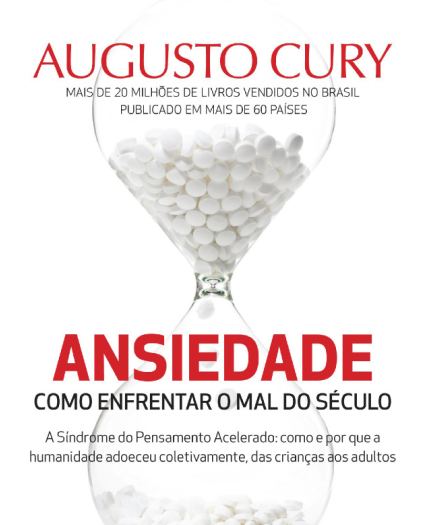 AUGUSTO CURY
MAIS DE 20 MILHÕES DE LIVROS VENDIDOS NO BRASIL
PUBLICADO EM MAIS DE 60 PAÍSES
ANSIEDADE
COMO ENFRENTAR O MAL DO SÉCULO
A Síndrome do Pensamento Acelerado: como e por que a
humanidade adoeceu coletivamente, das crianças aos adultos